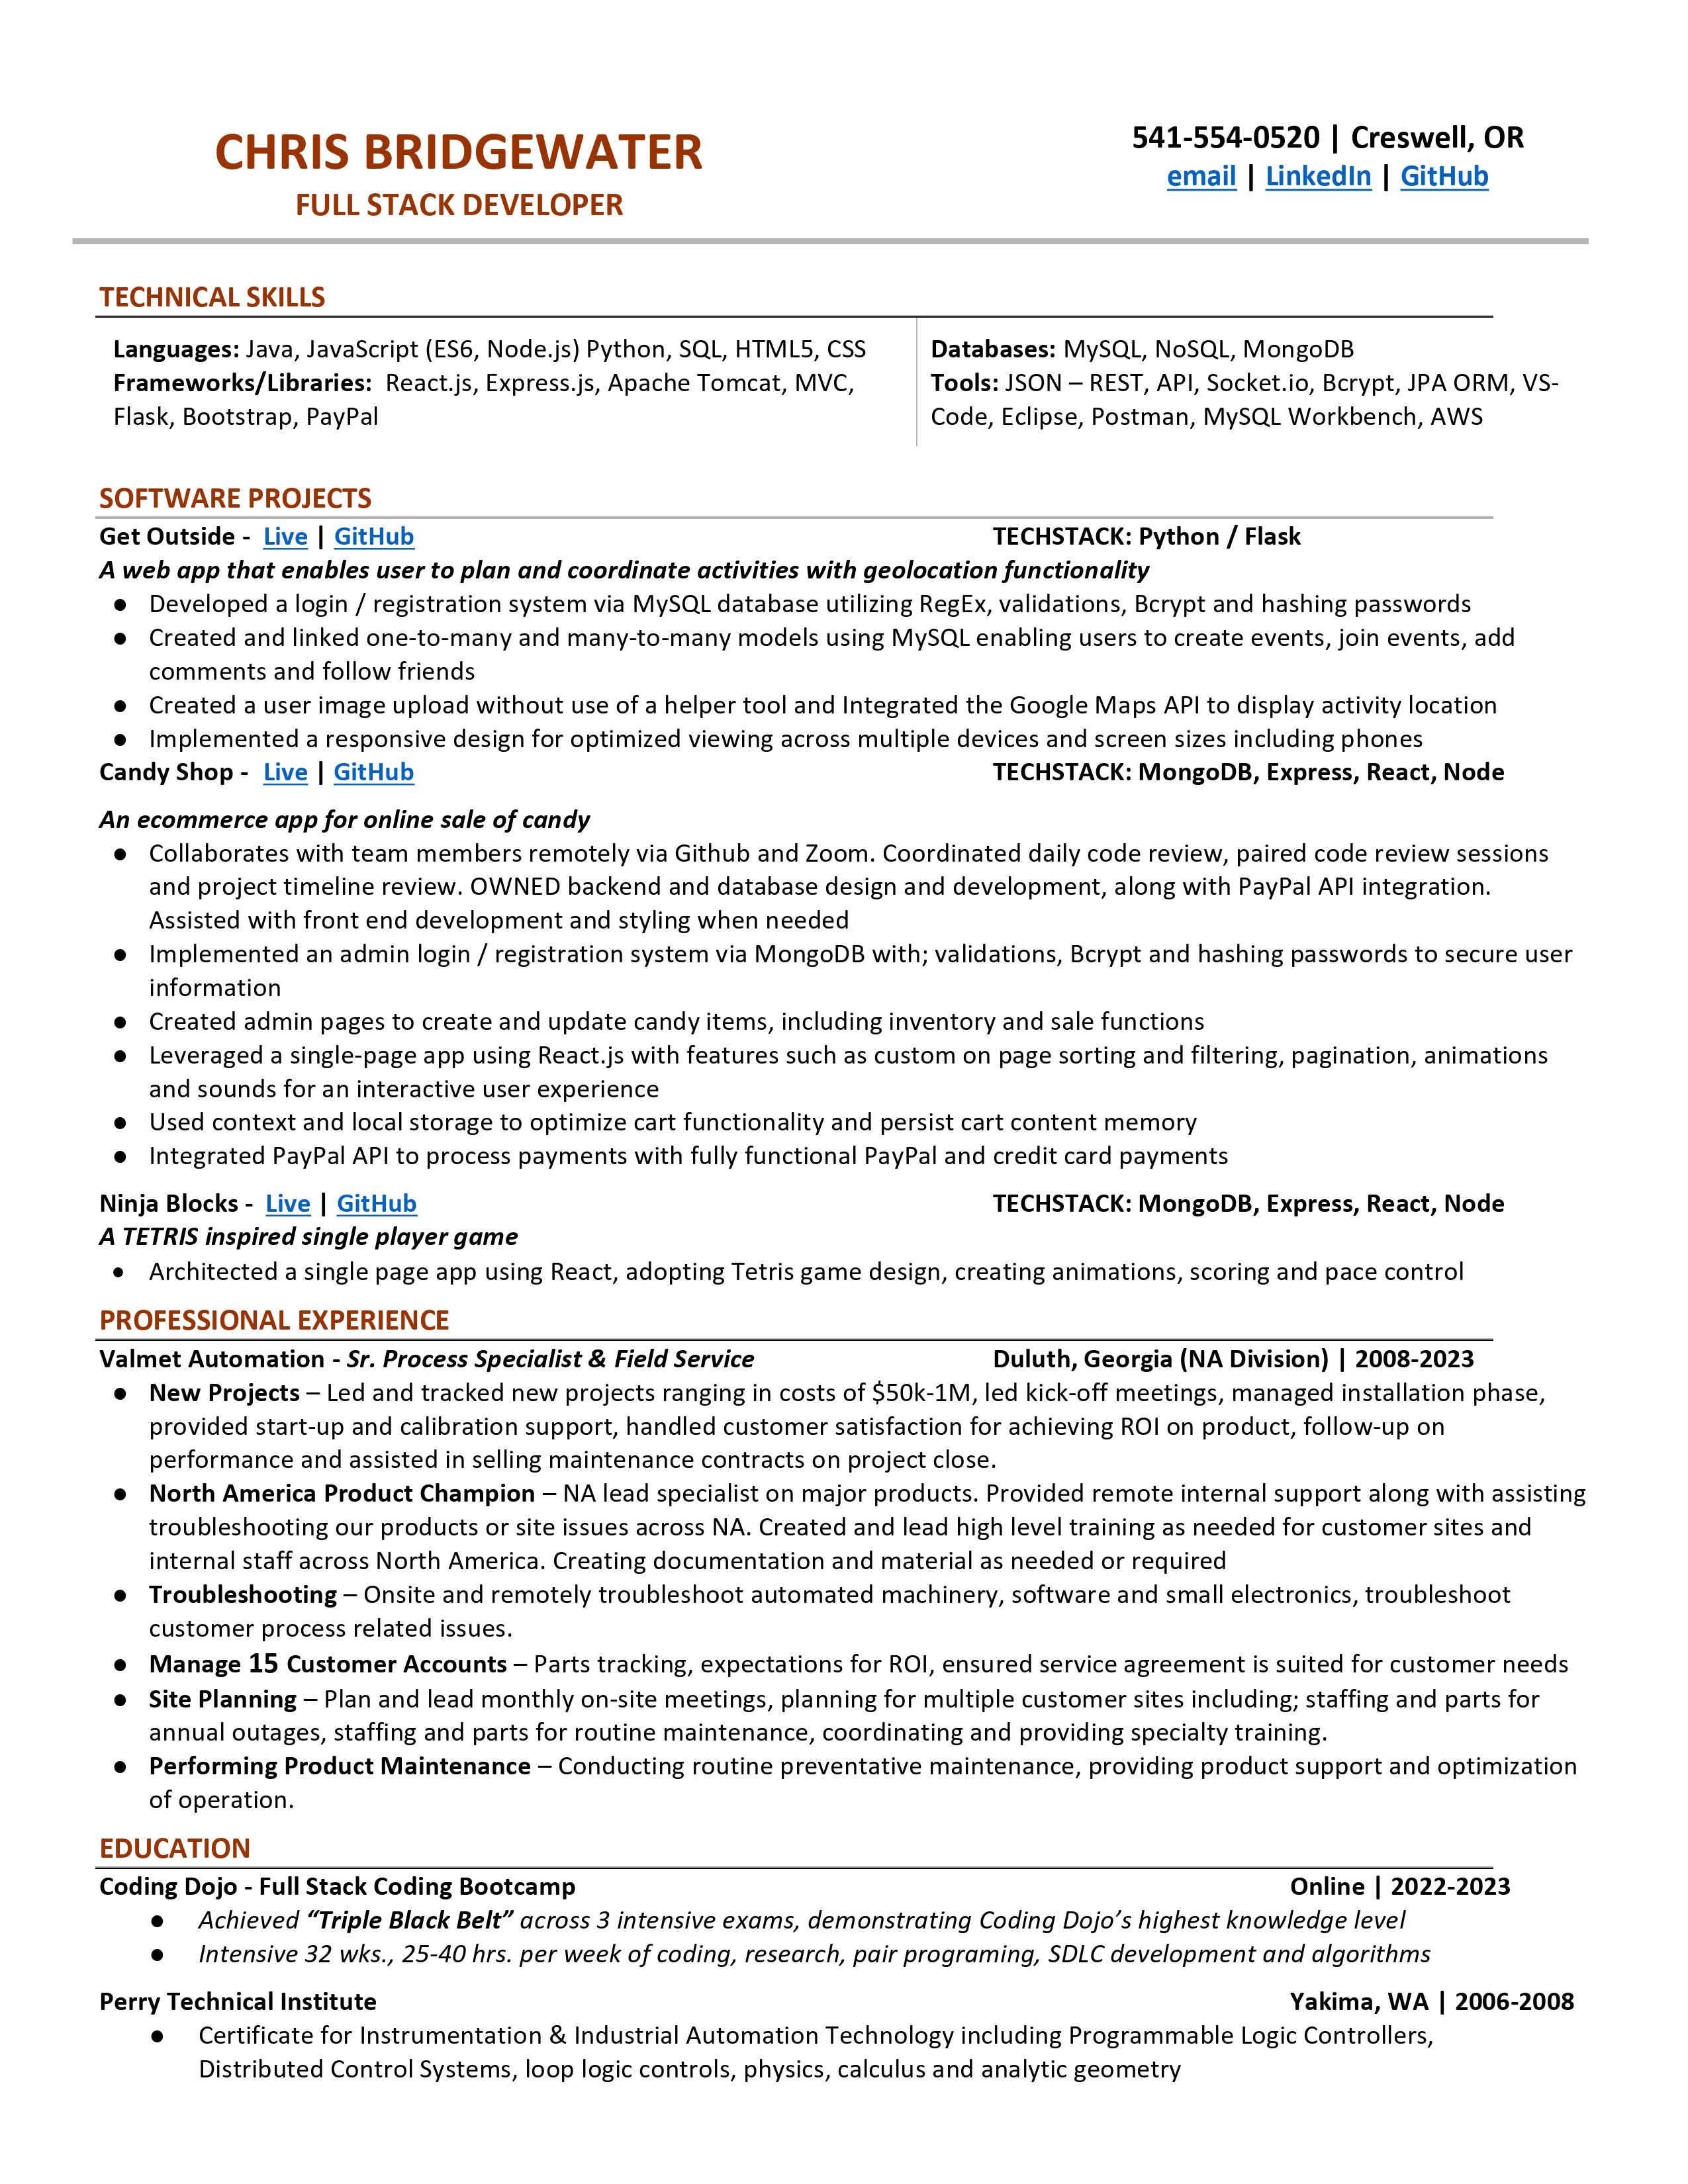 CHRIS BRIDGEWATER
FULL STACK DEVELOPER
541-554-0520 | Creswell, OR
email | LinkedIn | GitHub
TECHNICAL SKILLS
Languages: Java, JavaScript (ES6, Node.js) Python, SQL, HTML5, CSS
Frameworks/Libraries: React.js, Express.js, Apache Tomcat, MVC,
Flask, Bootstrap, PayPal
Databases: MySQL, NoSQL, MongoDB
Tools: JSON – REST, API, Socket.io, Bcrypt, JPA ORM, VS-
Code, Eclipse, Postman, MySQL Workbench, AWS
SOFTWARE PROJECTS
Get Outside - Live | GitHub TECHSTACK: Python / Flask
A web app that enables user to plan and coordinate activities with geolocation functionality
● Developed a login / registration system via MySQL database utilizing RegEx, validations, Bcrypt and hashing passwords
● Created and linked one-to-many and many-to-many models using MySQL enabling users to create events, join events, add
comments and follow friends
● Created a user image upload without use of a helper tool and Integrated the Google Maps API to display activity location
● Implemented a responsive design for optimized viewing across multiple devices and screen sizes including phones
Candy Shop - Live | GitHub TECHSTACK: MongoDB, Express, React, Node
An ecommerce app for online sale of candy
● Collaborates with team members remotely via Github and Zoom. Coordinated daily code review, paired code review sessions
and project timeline review. OWNED backend and database design and development, along with PayPal API integration.
Assisted with front end development and styling when needed
● Implemented an admin login / registration system via MongoDB with; validations, Bcrypt and hashing passwords to secure user
information
● Created admin pages to create and update candy items, including inventory and sale functions
● Leveraged a single-page app using React.js with features such as custom on page sorting and filtering, pagination, animations
and sounds for an interactive user experience
● Used context and local storage to optimize cart functionality and persist cart content memory
● Integrated PayPal API to process payments with fully functional PayPal and credit card payments
Ninja Blocks - Live | GitHub TECHSTACK: MongoDB, Express, React, Node
A TETRIS inspired single player game
• Architected a single page app using React, adopting Tetris game design, creating animations, scoring and pace control
PROFESSIONAL EXPERIENCE
Valmet Automation - Sr. Process Specialist & Field Service Duluth, Georgia (NA Division) | 2008-2023
● New Projects – Led and tracked new projects ranging in costs of $50k-1M, led kick-off meetings, managed installation phase,
provided start-up and calibration support, handled customer satisfaction for achieving ROI on product, follow-up on
performance and assisted in selling maintenance contracts on project close.
● North America Product Champion – NA lead specialist on major products. Provided remote internal support along with assisting
troubleshooting our products or site issues across NA. Created and lead high level training as needed for customer sites and
internal staff across North America. Creating documentation and material as needed or required
● Troubleshooting – Onsite and remotely troubleshoot automated machinery, software and small electronics, troubleshoot
customer process related issues.
● Manage 15 Customer Accounts – Parts tracking, expectations for ROI, ensured service agreement is suited for customer needs
● Site Planning – Plan and lead monthly on-site meetings, planning for multiple customer sites including; staffing and parts for
annual outages, staffing and parts for routine maintenance, coordinating and providing specialty training.
● Performing Product Maintenance – Conducting routine preventative maintenance, providing product support and optimization
of operation.
EDUCATION
Coding Dojo - Full Stack Coding Bootcamp Online | 2022-2023
● Achieved “Triple Black Belt” across 3 intensive exams, demonstrating Coding Dojo’s highest knowledge level
● Intensive 32 wks., 25-40 hrs. per week of coding, research, pair programing, SDLC development and algorithms
Perry Technical Institute Yakima, WA | 2006-2008
● Certificate for Instrumentation & Industrial Automation Technology including Programmable Logic Controllers,
Distributed Control Systems, loop logic controls, physics, calculus and analytic geometry